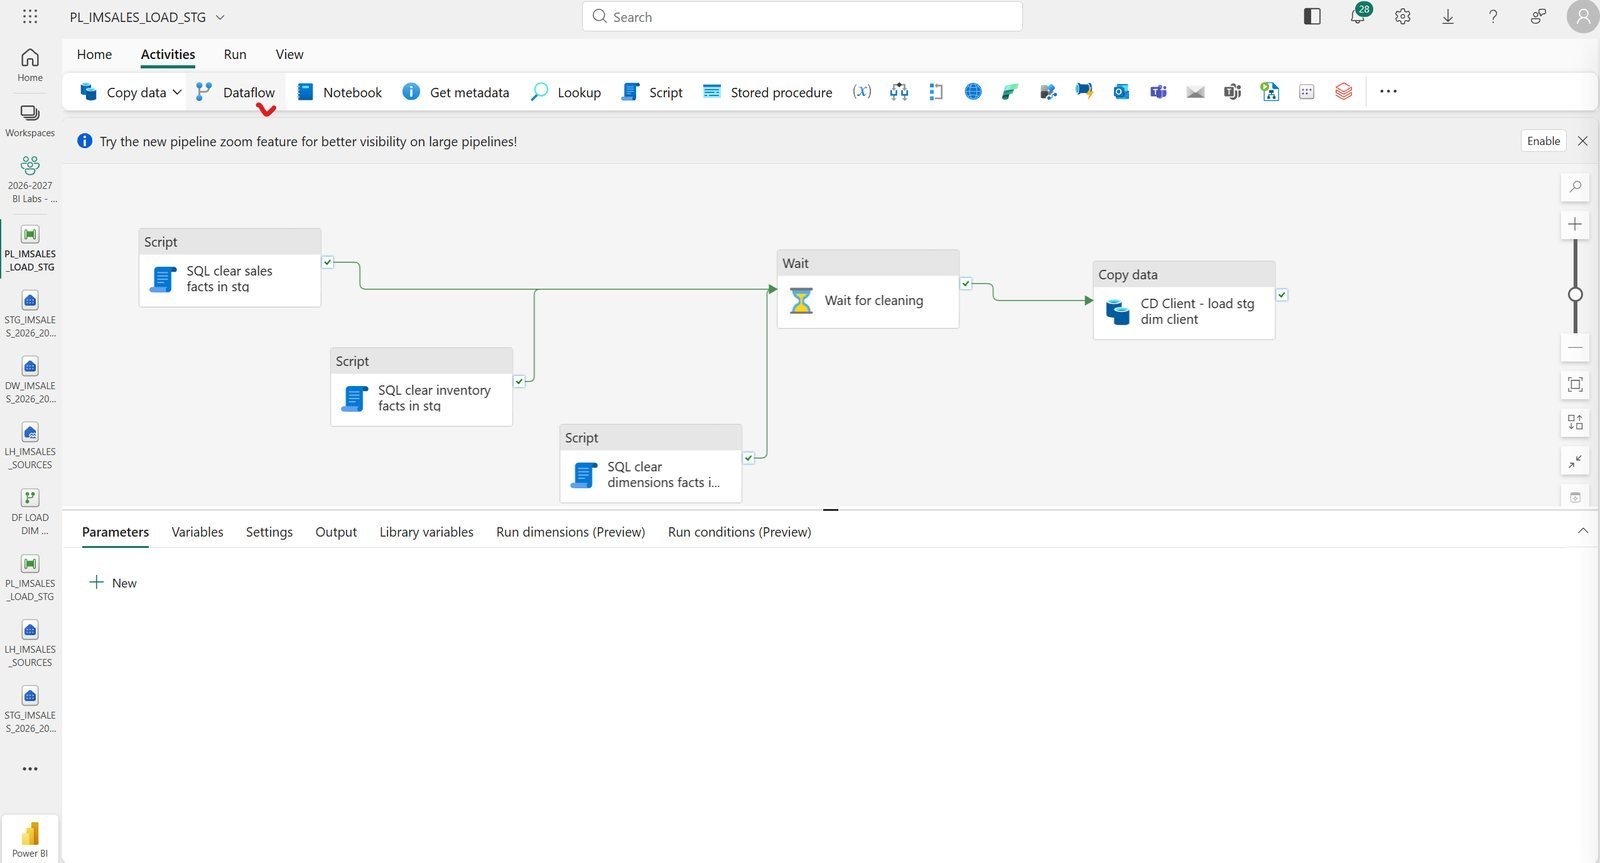 PL_IMSALES_LOAD_STG
Search
28
Home
Activities
Run
View
Copy data
Dataflow
Notebook
Get metadata
Lookup
Script
Stored procedure
(x)
Try the new pipeline zoom feature for better visibility on large pipelines!
Enable
Home
Workspaces
2026-2027
BI Labs - ...
PL_IMSALES
_LOAD_STG
STG_IMSALE
S_2026_20...
DW_IMSALE
S_2026_20...
LH_IMSALES
_SOURCES
DF LOAD
DIM ...
PL_IMSALES
_LOAD_STG
LH_IMSALES
_SOURCES
STG_IMSALE
S_2026_20...
Power BI
Script
SQL clear sales
facts in stg
Script
SQL clear inventory
facts in stg
Script
SQL clear
dimensions facts i...
Wait
Wait for cleaning
Copy data
CD Client - load stg
dim client
Parameters
Variables
Settings
Output
Library variables
Run dimensions (Preview)
Run conditions (Preview)
New